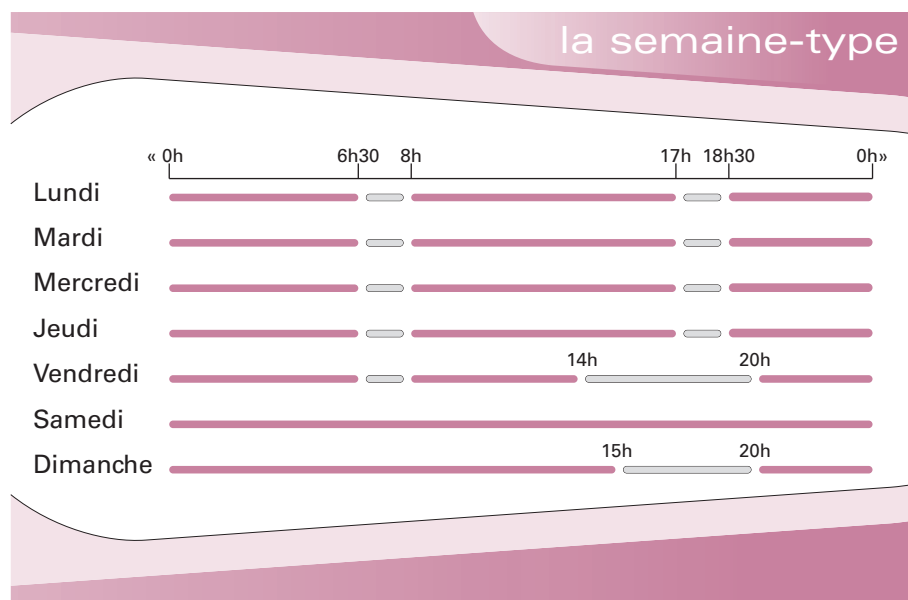 la semaine-type
« 0h 6h30 8h 17h 18h30 0h»
Lundi
Mardi
Mercredi
Jeudi
14h 20h
Vendredi
Samedi
15h 20h
Dimanche